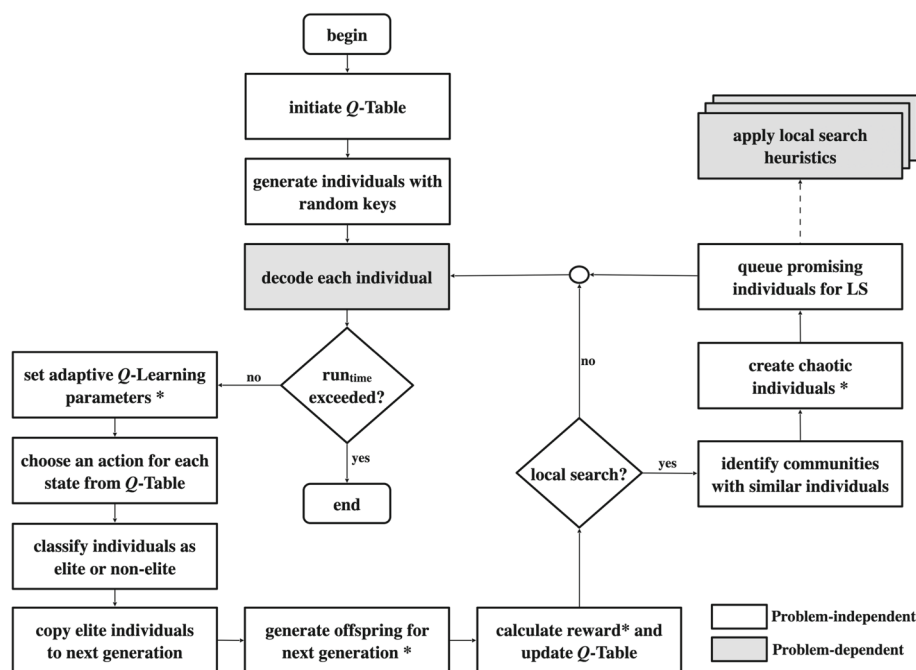 begin
initiate Q-Table
generate individuals with
random keys
decode each individual
run_time
exceeded?
no
yes
end
set adaptive Q-Learning
parameters *
choose an action for each
state from Q-Table
classify individuals as
elite or non-elite
copy elite individuals
to next generation
generate offspring for
next generation *
calculate reward* and
update Q-Table
local search?
no
yes
identify communities
with similar individuals
create chaotic
individuals *
queue promising
individuals for LS
apply local search
heuristics
Problem-independent
Problem-dependent